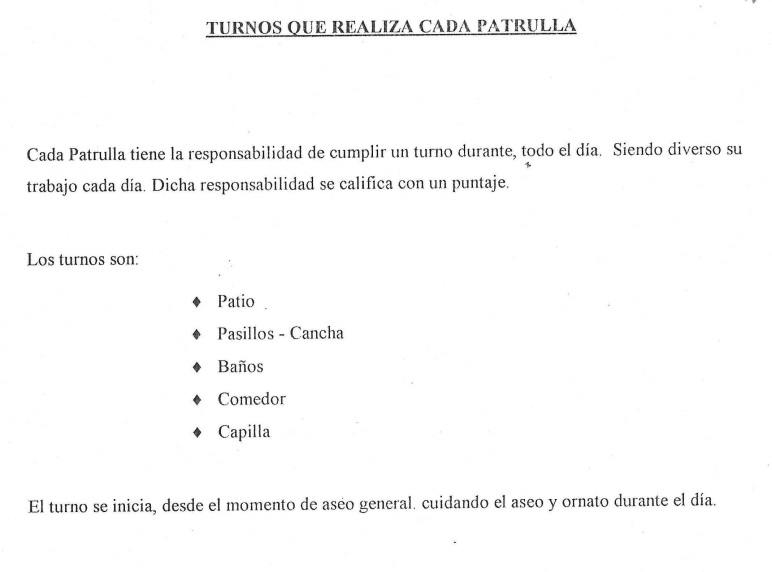 TURNOS QUE REALIZA CADA PATRULLA
Cada Patrulla tiene la responsabilidad de cumplir un turno durante, todo el día. Siendo diverso su
trabajo cada día. Dicha responsabilidad se califica con un puntaje.
Los turnos son:
♦ Patio
♦ Pasillos - Cancha
♦ Baños
♦ Comedor
♦ Capilla
El turno se inicia, desde el momento de aseo general. cuidando el aseo y ornato durante el día.